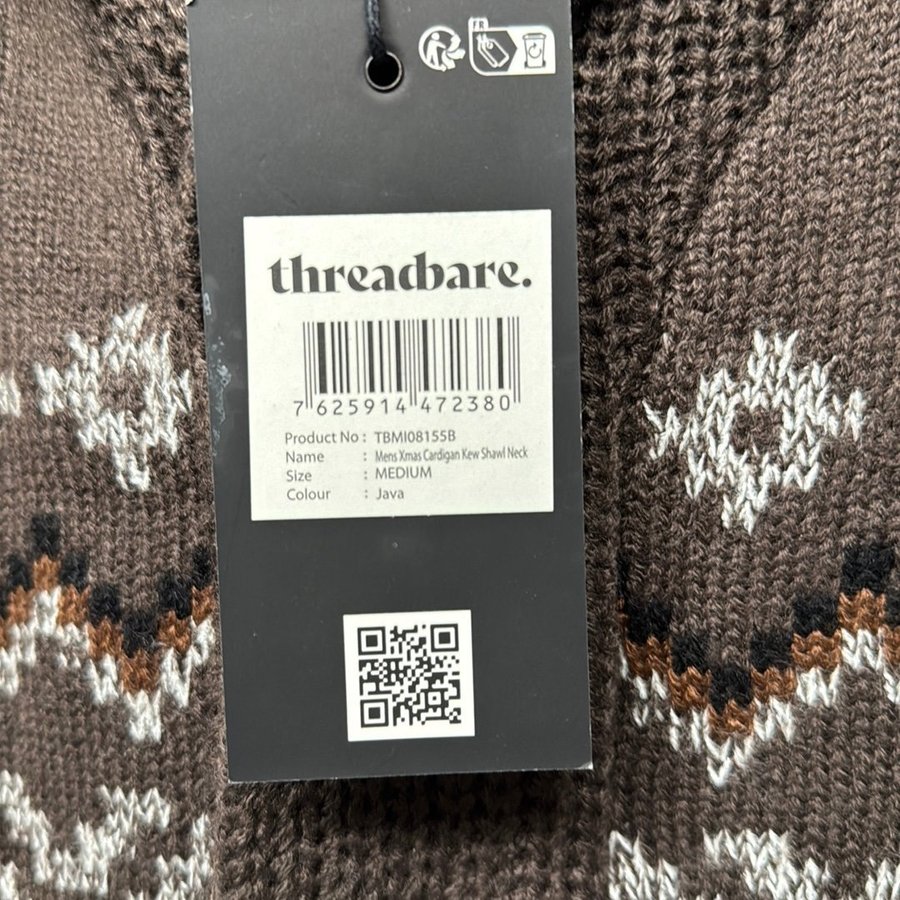 FR
threadbare.
7 625914 472380
Product No : TBMI08155B
Name : Mens Xmas Cardigan Kew Shawl Neck
Size : MEDIUM
Colour : Java